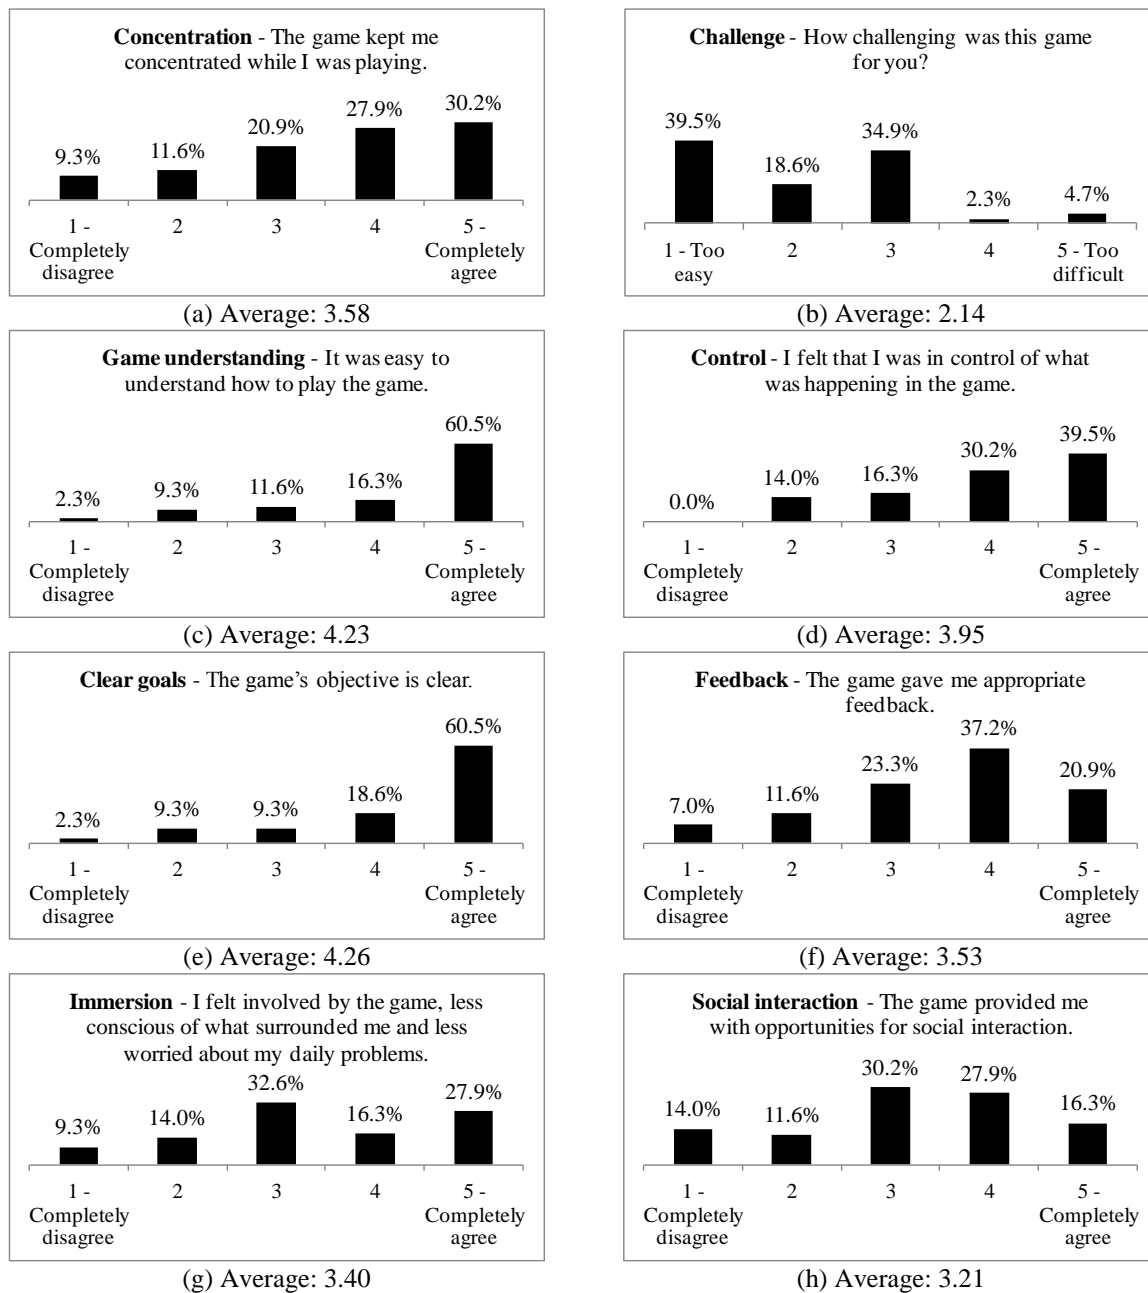 Concentration - The game kept me
concentrated while I was playing.
9.3%
11.6%
20.9%
27.9%
30.2%
1 -
Completely
disagree
2
3
4
5 -
Completely
agree
(a) Average: 3.58
Challenge - How challenging was this game
for you?
39.5%
18.6%
34.9%
2.3%
4.7%
1 - Too
easy
2
3
4
5 - Too
difficult
(b) Average: 2.14
Game understanding - It was easy to
understand how to play the game.
2.3%
9.3%
11.6%
16.3%
60.5%
1 -
Completely
disagree
2
3
4
5 -
Completely
agree
(c) Average: 4.23
Control - I felt that I was in control of what
was happening in the game.
0.0%
14.0%
16.3%
30.2%
39.5%
1 -
Completely
disagree
2
3
4
5 -
Completely
agree
(d) Average: 3.95
Clear goals - The game’s objective is clear.
2.3%
9.3%
9.3%
18.6%
60.5%
1 -
Completely
disagree
2
3
4
5 -
Completely
agree
(e) Average: 4.26
Feedback - The game gave me appropriate
feedback.
7.0%
11.6%
23.3%
37.2%
20.9%
1 -
Completely
disagree
2
3
4
5 -
Completely
agree
(f) Average: 3.53
Immersion - I felt involved by the game, less
conscious of what surrounded me and less
worried about my daily problems.
9.3%
14.0%
32.6%
16.3%
27.9%
1 -
Completely
disagree
2
3
4
5 -
Completely
agree
(g) Average: 3.40
Social interaction - The game provided me
with opportunities for social interaction.
14.0%
11.6%
30.2%
27.9%
16.3%
1 -
Completely
disagree
2
3
4
5 -
Completely
agree
(h) Average: 3.21